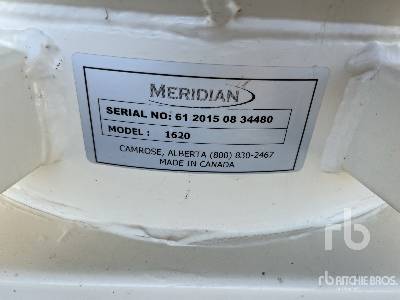 MERIDIAN
SERIAL NO: 61 2015 08 34480
MODEL : 1620
CAMROSE, ALBERTA (800) 830-2467
MADE IN CANADA
rb
rb RITCHIE BROS.